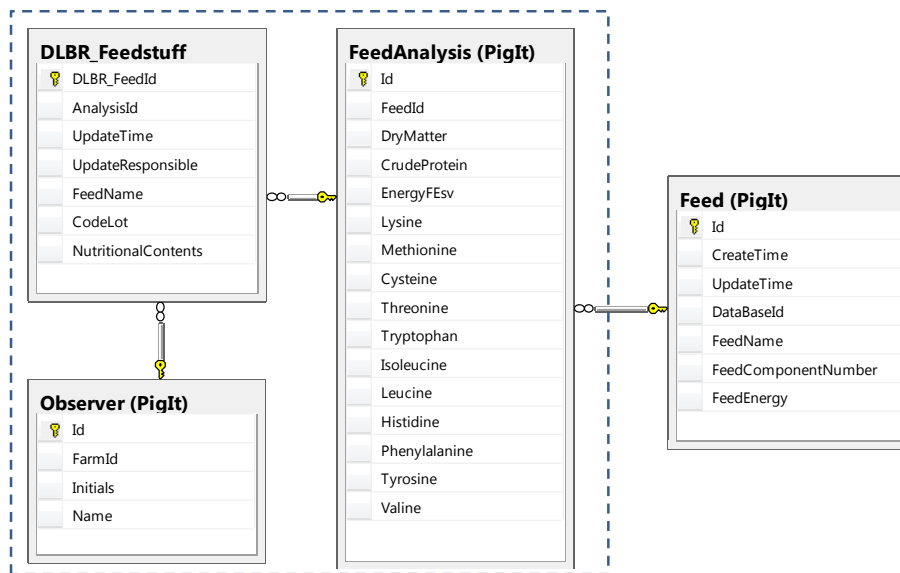 DLBR_Feedstuff
DLBR_FeedId
AnalysisId
UpdateTime
UpdateResponsible
FeedName
CodeLot
NutritionalContents
Observer (PigIt)
Id
FarmId
Initials
Name
FeedAnalysis (PigIt)
Id
FeedId
DryMatter
CrudeProtein
EnergyFEsv
Lysine
Methionine
Cysteine
Threonine
Tryptophan
Isoleucine
Leucine
Histidine
Phenylalanine
Tyrosine
Valine
Feed (PigIt)
Id
CreateTime
UpdateTime
DataBaseId
FeedName
FeedComponentNumber
FeedEnergy